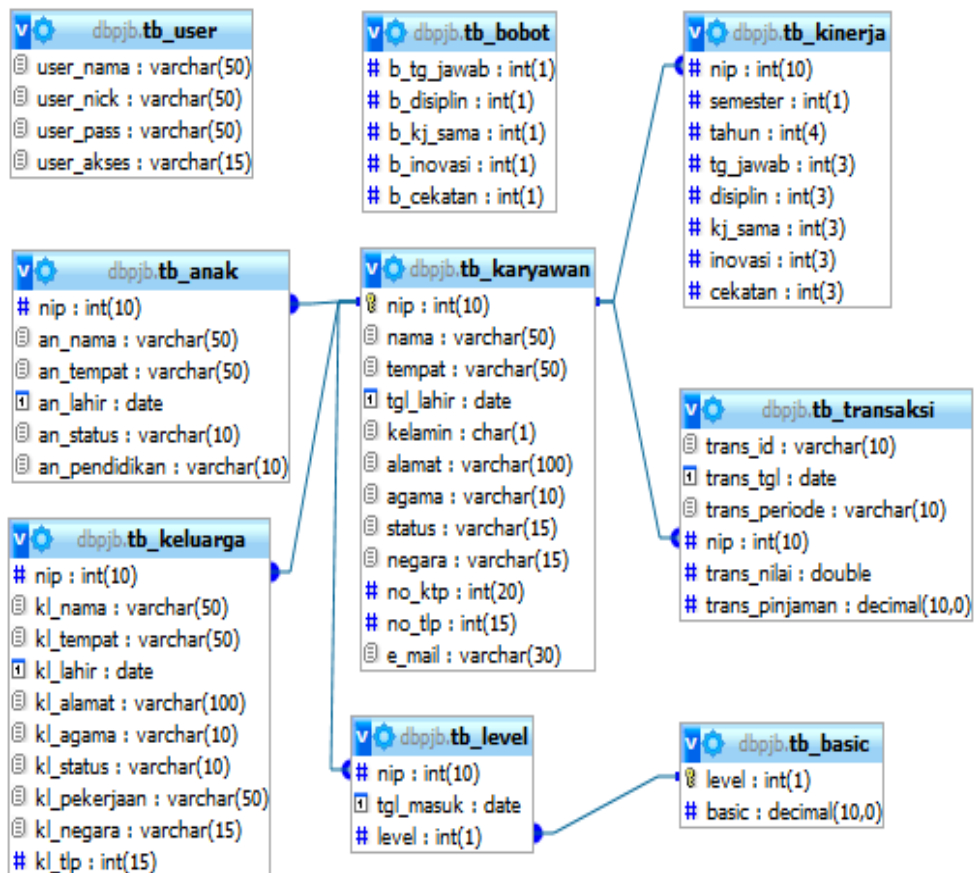 dbpjb.tb_user
user_nama : varchar(50)
user_nick : varchar(50)
user_pass : varchar(50)
user_akses : varchar(15)
dbpjb.tb_bobot
# b_tg_jawab : int(1)
# b_disiplin : int(1)
# b_kj_sama : int(1)
# b_inovasi : int(1)
# b_cekatan : int(1)
dbpjb.tb_kinerja
# nip : int(10)
# semester : int(1)
# tahun : int(4)
# tg_jawab : int(3)
# disiplin : int(3)
# kj_sama : int(3)
# inovasi : int(3)
# cekatan : int(3)
dbpjb.tb_anak
# nip : int(10)
an_nama : varchar(50)
an_tempat : varchar(50)
an_lahir : date
an_status : varchar(10)
an_pendidikan : varchar(10)
dbpjb.tb_karyawan
nip : int(10)
nama : varchar(50)
tempat : varchar(50)
tgl_lahir : date
kelamin : char(1)
alamat : varchar(100)
agama : varchar(10)
status : varchar(15)
negara : varchar(15)
# no_ktp : int(20)
# no_tlp : int(15)
e_mail : varchar(30)
dbpjb.tb_transaksi
trans_id : varchar(10)
trans_tgl : date
trans_periode : varchar(10)
# nip : int(10)
# trans_nilai : double
# trans_pinjaman : decimal(10,0)
dbpjb.tb_keluarga
# nip : int(10)
kl_nama : varchar(50)
kl_tempat : varchar(50)
kl_lahir : date
kl_alamat : varchar(100)
kl_agama : varchar(10)
kl_status : varchar(10)
kl_pekerjaan : varchar(50)
kl_negara : varchar(15)
# kl_tlp : int(15)
dbpjb.tb_level
# nip : int(10)
tgl_masuk : date
# level : int(1)
dbpjb.tb_basic
level : int(1)
# basic : decimal(10,0)